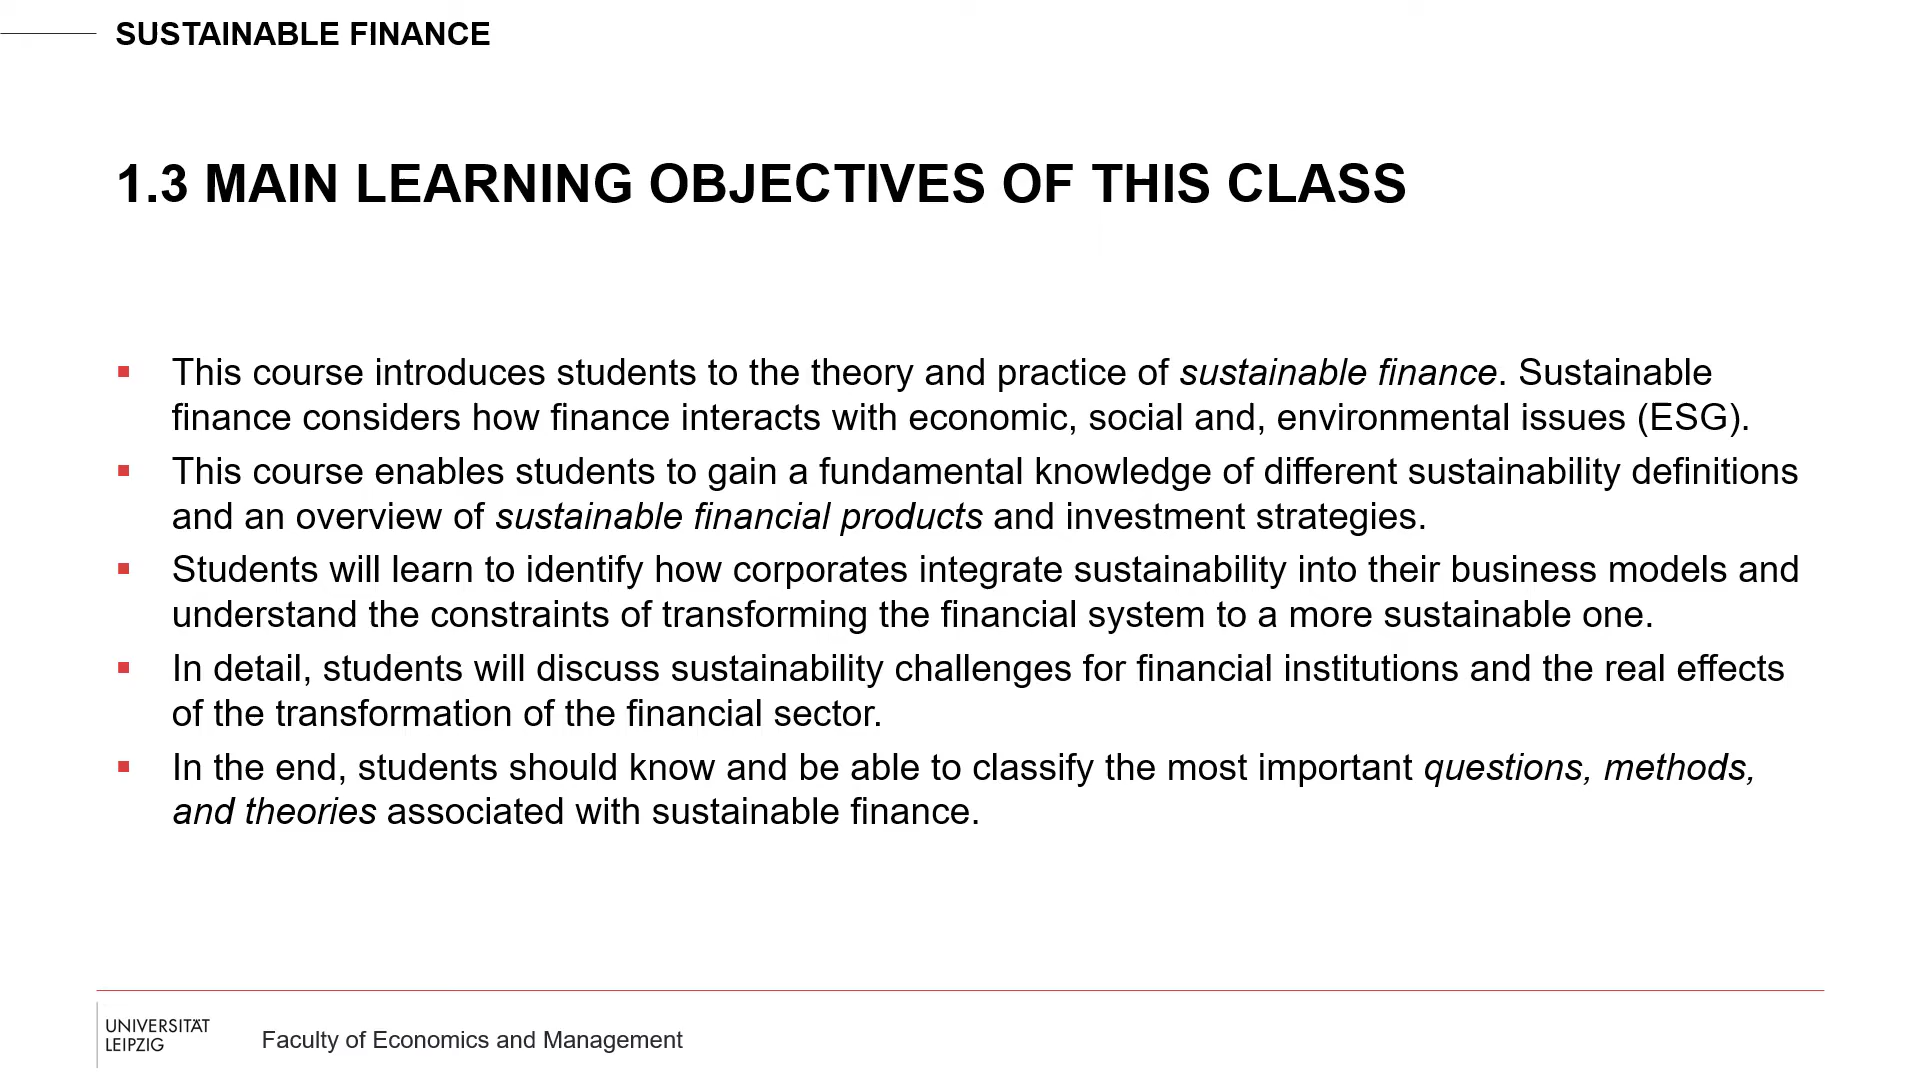 SUSTAINABLE FINANCE
1.3 MAIN LEARNING OBJECTIVES OF THIS CLASS
This course introduces students to the theory and practice of sustainable finance. Sustainable
finance considers how finance interacts with economic, social and, environmental issues (ESG).
This course enables students to gain a fundamental knowledge of different sustainability definitions
and an overview of sustainable financial products and investment strategies.
Students will learn to identify how corporates integrate sustainability into their business models and
understand the constraints of transforming the financial system to a more sustainable one.
In detail, students will discuss sustainability challenges for financial institutions and the real effects
of the transformation of the financial sector.
In the end, students should know and be able to classify the most important questions, methods,
and theories associated with sustainable finance.
UNIVERSITÄT
LEIPZIG
Faculty of Economics and Management